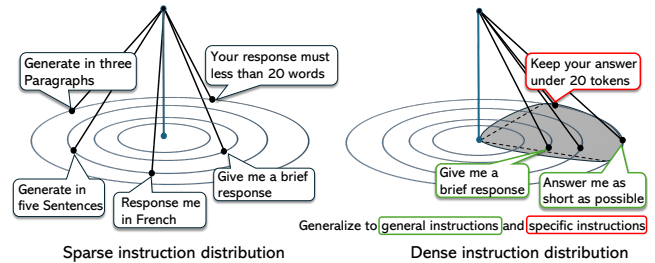 Generate in three
Paragraphs
Your response must
less than 20 words
Generate in
five Sentences
Response me
in French
Give me a brief
response
Sparse instruction distribution
Keep your answer
under 20 tokens
Give me a
brief response
Answer me as
short as possible
Generalize to general instructions and specific instructions
Dense instruction distribution